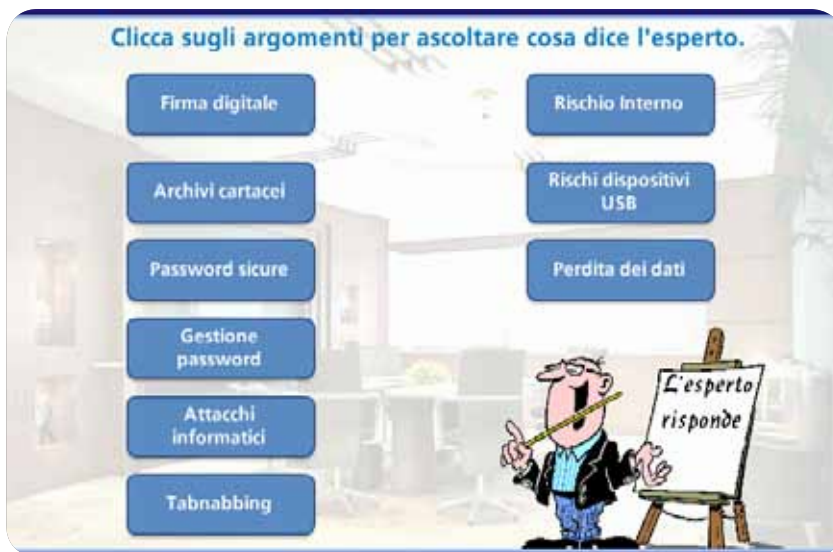 Clicca sugli argomenti per ascoltare cosa dice l'esperto.
Firma digitale
Archivi cartacei
Password sicure
Gestione
password
Attacchi
informatici
Tabnabbing
Rischio Interno
Rischi dispositivi
USB
Perdita dei dati
L'esperto
risponde